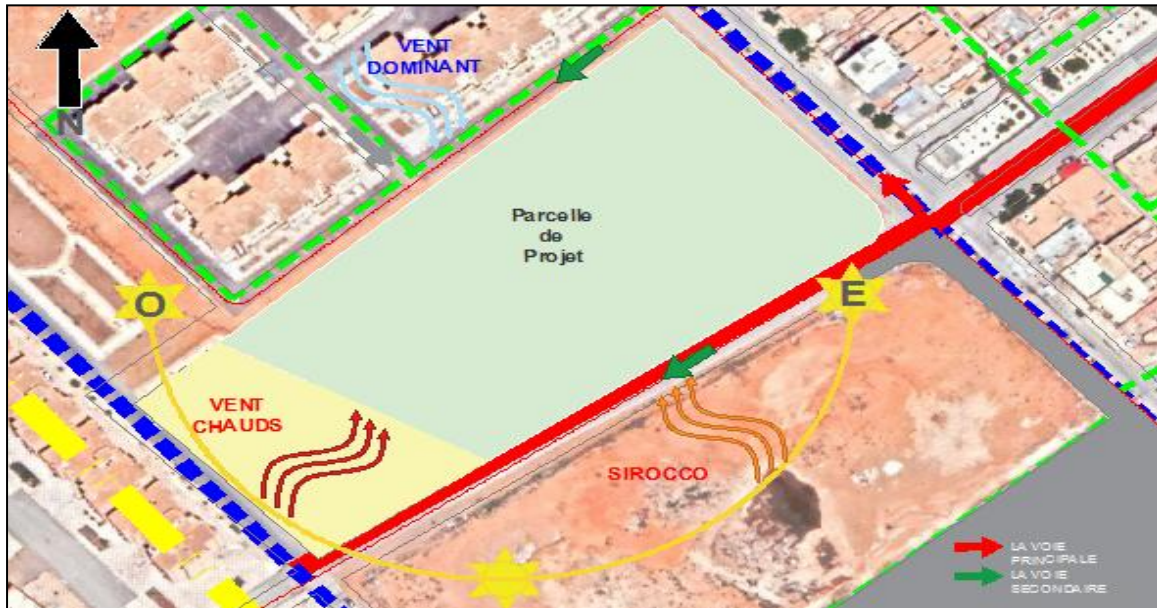 N
VENT
DOMINANT
Parcelle
de
Projet
O
E
VENT
CHAUDS
SIROCCO
LA VOIE
PRINCIPALE
LA VOIE
SECONDAIRE